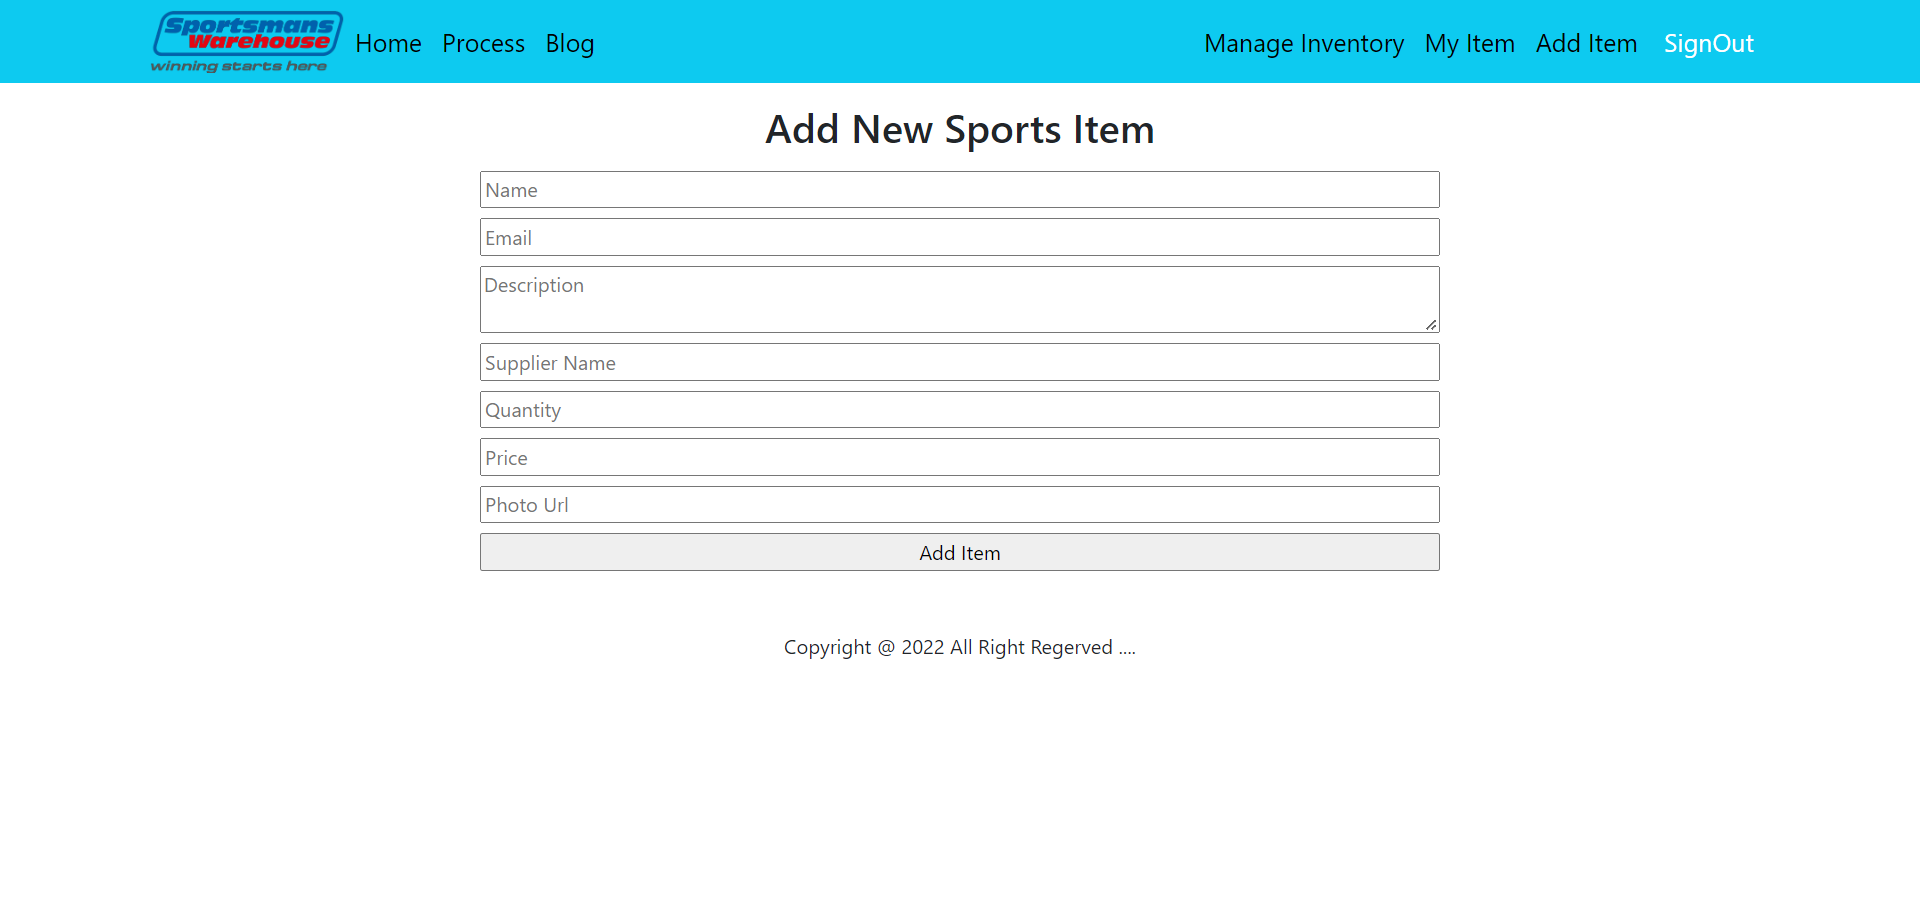 Sportsmans
Warehouse
winning starts here
Home Process Blog Manage Inventory My Item Add Item SignOut
Add New Sports Item
Name
Email
Description
Supplier Name
Quantity
Price
Photo Url
Add Item
Copyright @ 2022 All Right Regerved ....